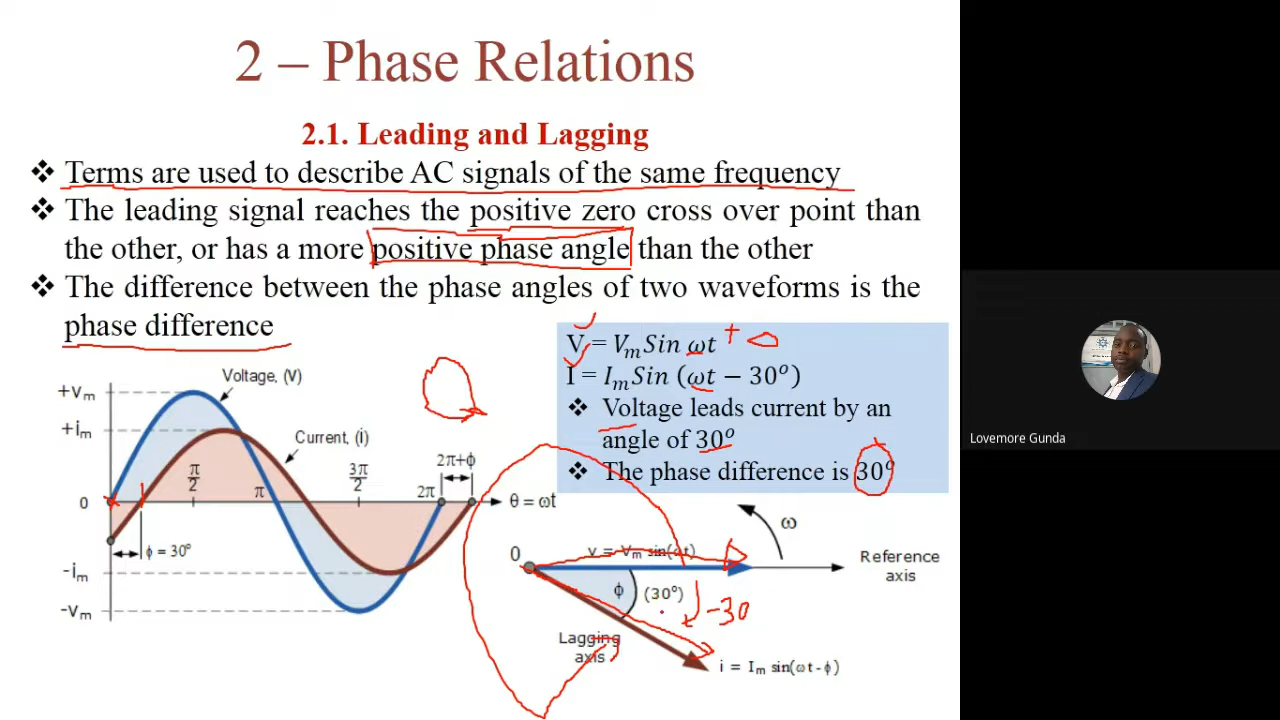 2 – Phase Relations
2.1. Leading and Lagging
❖ Terms are used to describe AC signals of the same frequency
❖ The leading signal reaches the positive zero cross over point than
the other, or has a more positive phase angle than the other
❖ The difference between the phase angles of two waveforms is the
phase difference
V = VₘSin ωt + 0
I = IₘSin (ωt − 30°)
❖ Voltage leads current by an
angle of 30°
❖ The phase difference is 30°
Voltage, (V)
+Vm
+im
Current, (i)
0
π/2
π
3π/2
2π
2π+ϕ
θ = ωt
ϕ = 30°
-im
-Vm
ω
0
v = Vm sin(ωt)
Reference
axis
ϕ
(30°)
-30
Lagging
axis
i = Im sin(ωt - ϕ)
Lovemore Gunda